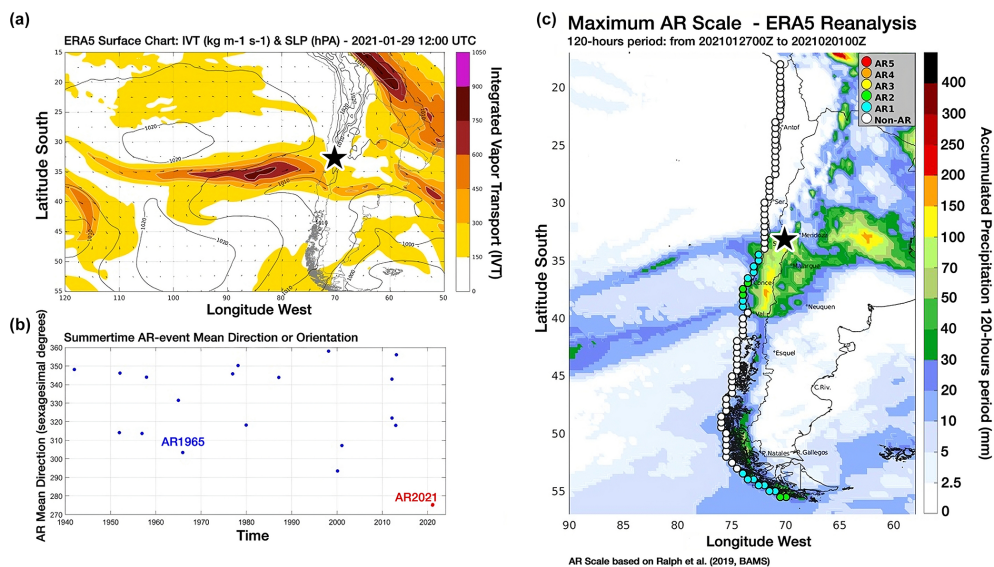 (a)
ERA5 Surface Chart: IVT (kg m-1 s-1) & SLP (hPA) - 2021-01-29 12:00 UTC
Latitude South
15
20
25
30
35
40
45
50
55
120
110
100
90
80
70
60
50
Longitude West
1020
1020
1010
1020
1010
1000
1050
900
750
600
450
300
150
0
Integrated Vapor Transport (IVT)
(b)
Summertime AR-event Mean Direction or Orientation
AR Mean Direction (sexagesimal degrees)
360
350
340
330
320
310
300
290
280
270
AR1965
AR2021
1940
1950
1960
1970
1980
1990
2000
2010
2020
Time
(c)
Maximum AR Scale - ERA5 Reanalysis
120-hours period: from 2021012700Z to 2021020100Z
AR5
AR4
AR3
AR2
AR1
Non-AR
Latitude South
20
25
30
35
40
45
50
55
Antof
Ser
Mendoza
Conce
Val
Neuquen
Esquel
C.Riv.
P.Natales
R.Gallegos
90
85
80
75
70
65
60
Longitude West
400
300
200
150
100
70
50
40
30
20
10
5
2.5
0
Accumulated Precipitation 120-hours period (mm)
AR Scale based on Ralph et al. (2019, BAMS)